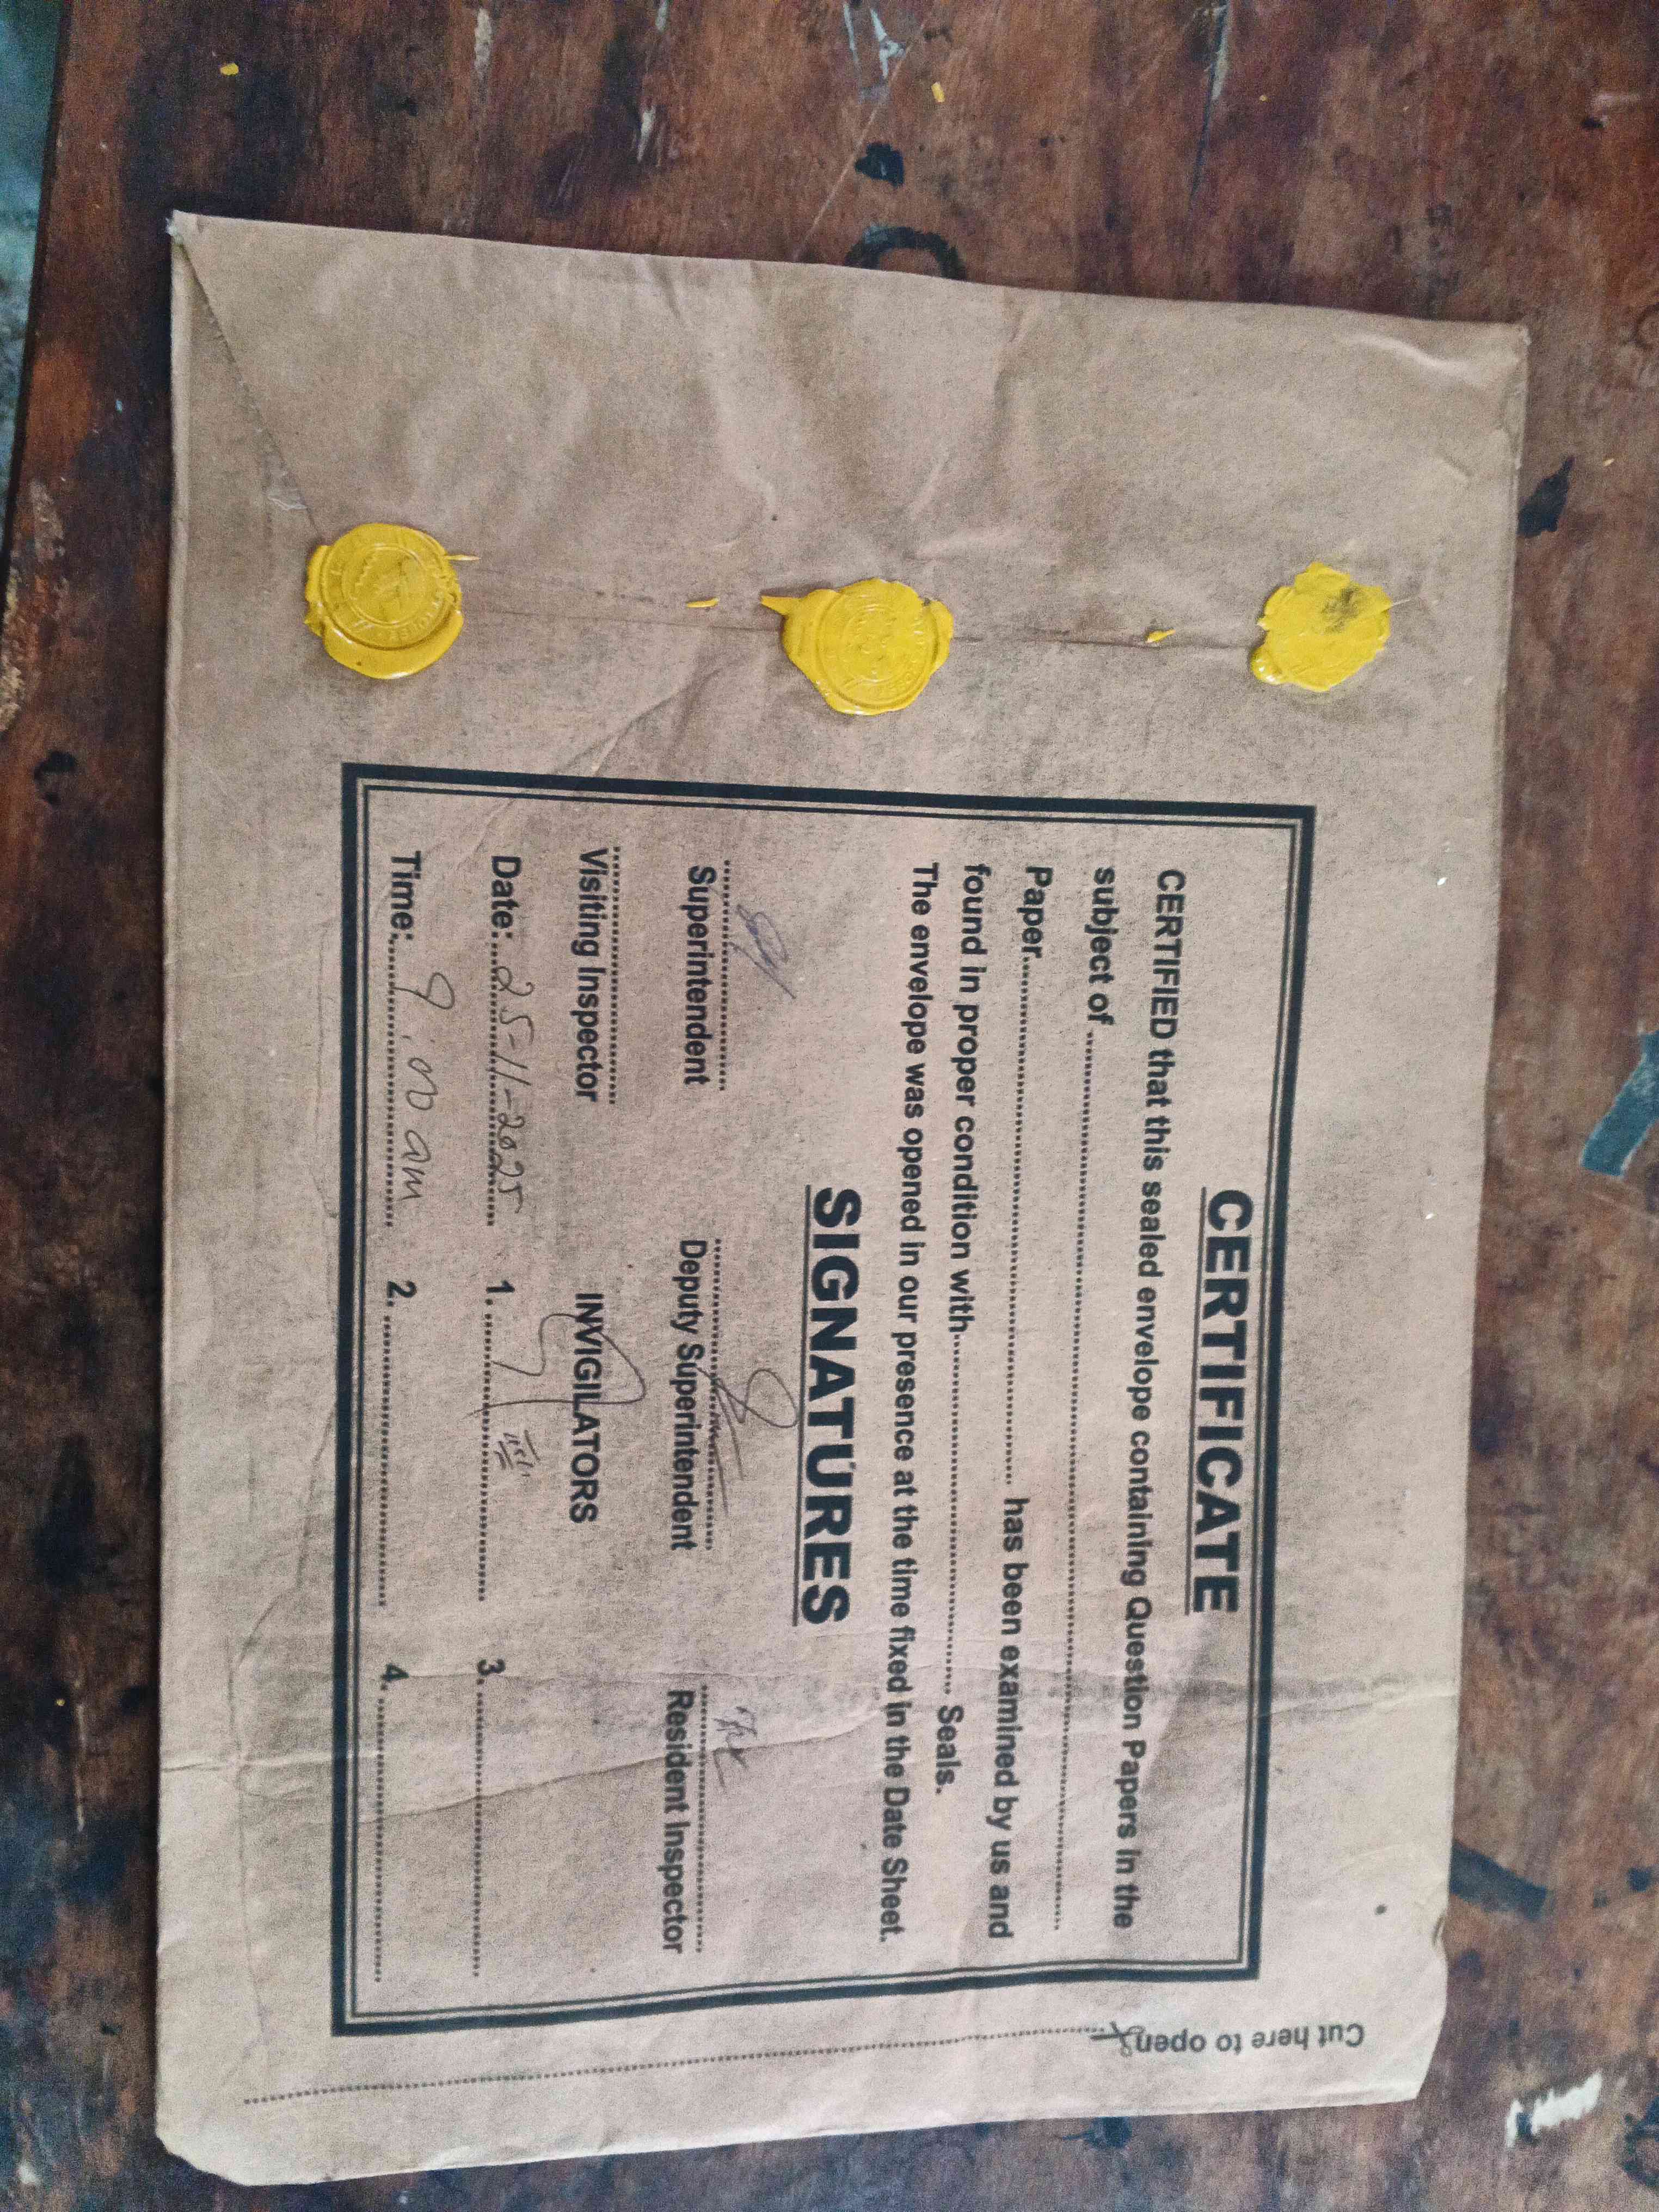 CERTIFICATE
CERTIFIED that this sealed envelope containing Question Papers in the
subject of ........................................................
Paper........................................ has been examined by us and
found in proper condition with........................................ Seals.
The envelope was opened in our presence at the time fixed in the Date Sheet.
SIGNATURES
Superintendent Deputy Superintendent Resident Inspector
Visiting Inspector INVIGILATORS
Date: 25-11-2025 1. 3.
Time: 9:00 am 2. 4.
Cut here to open